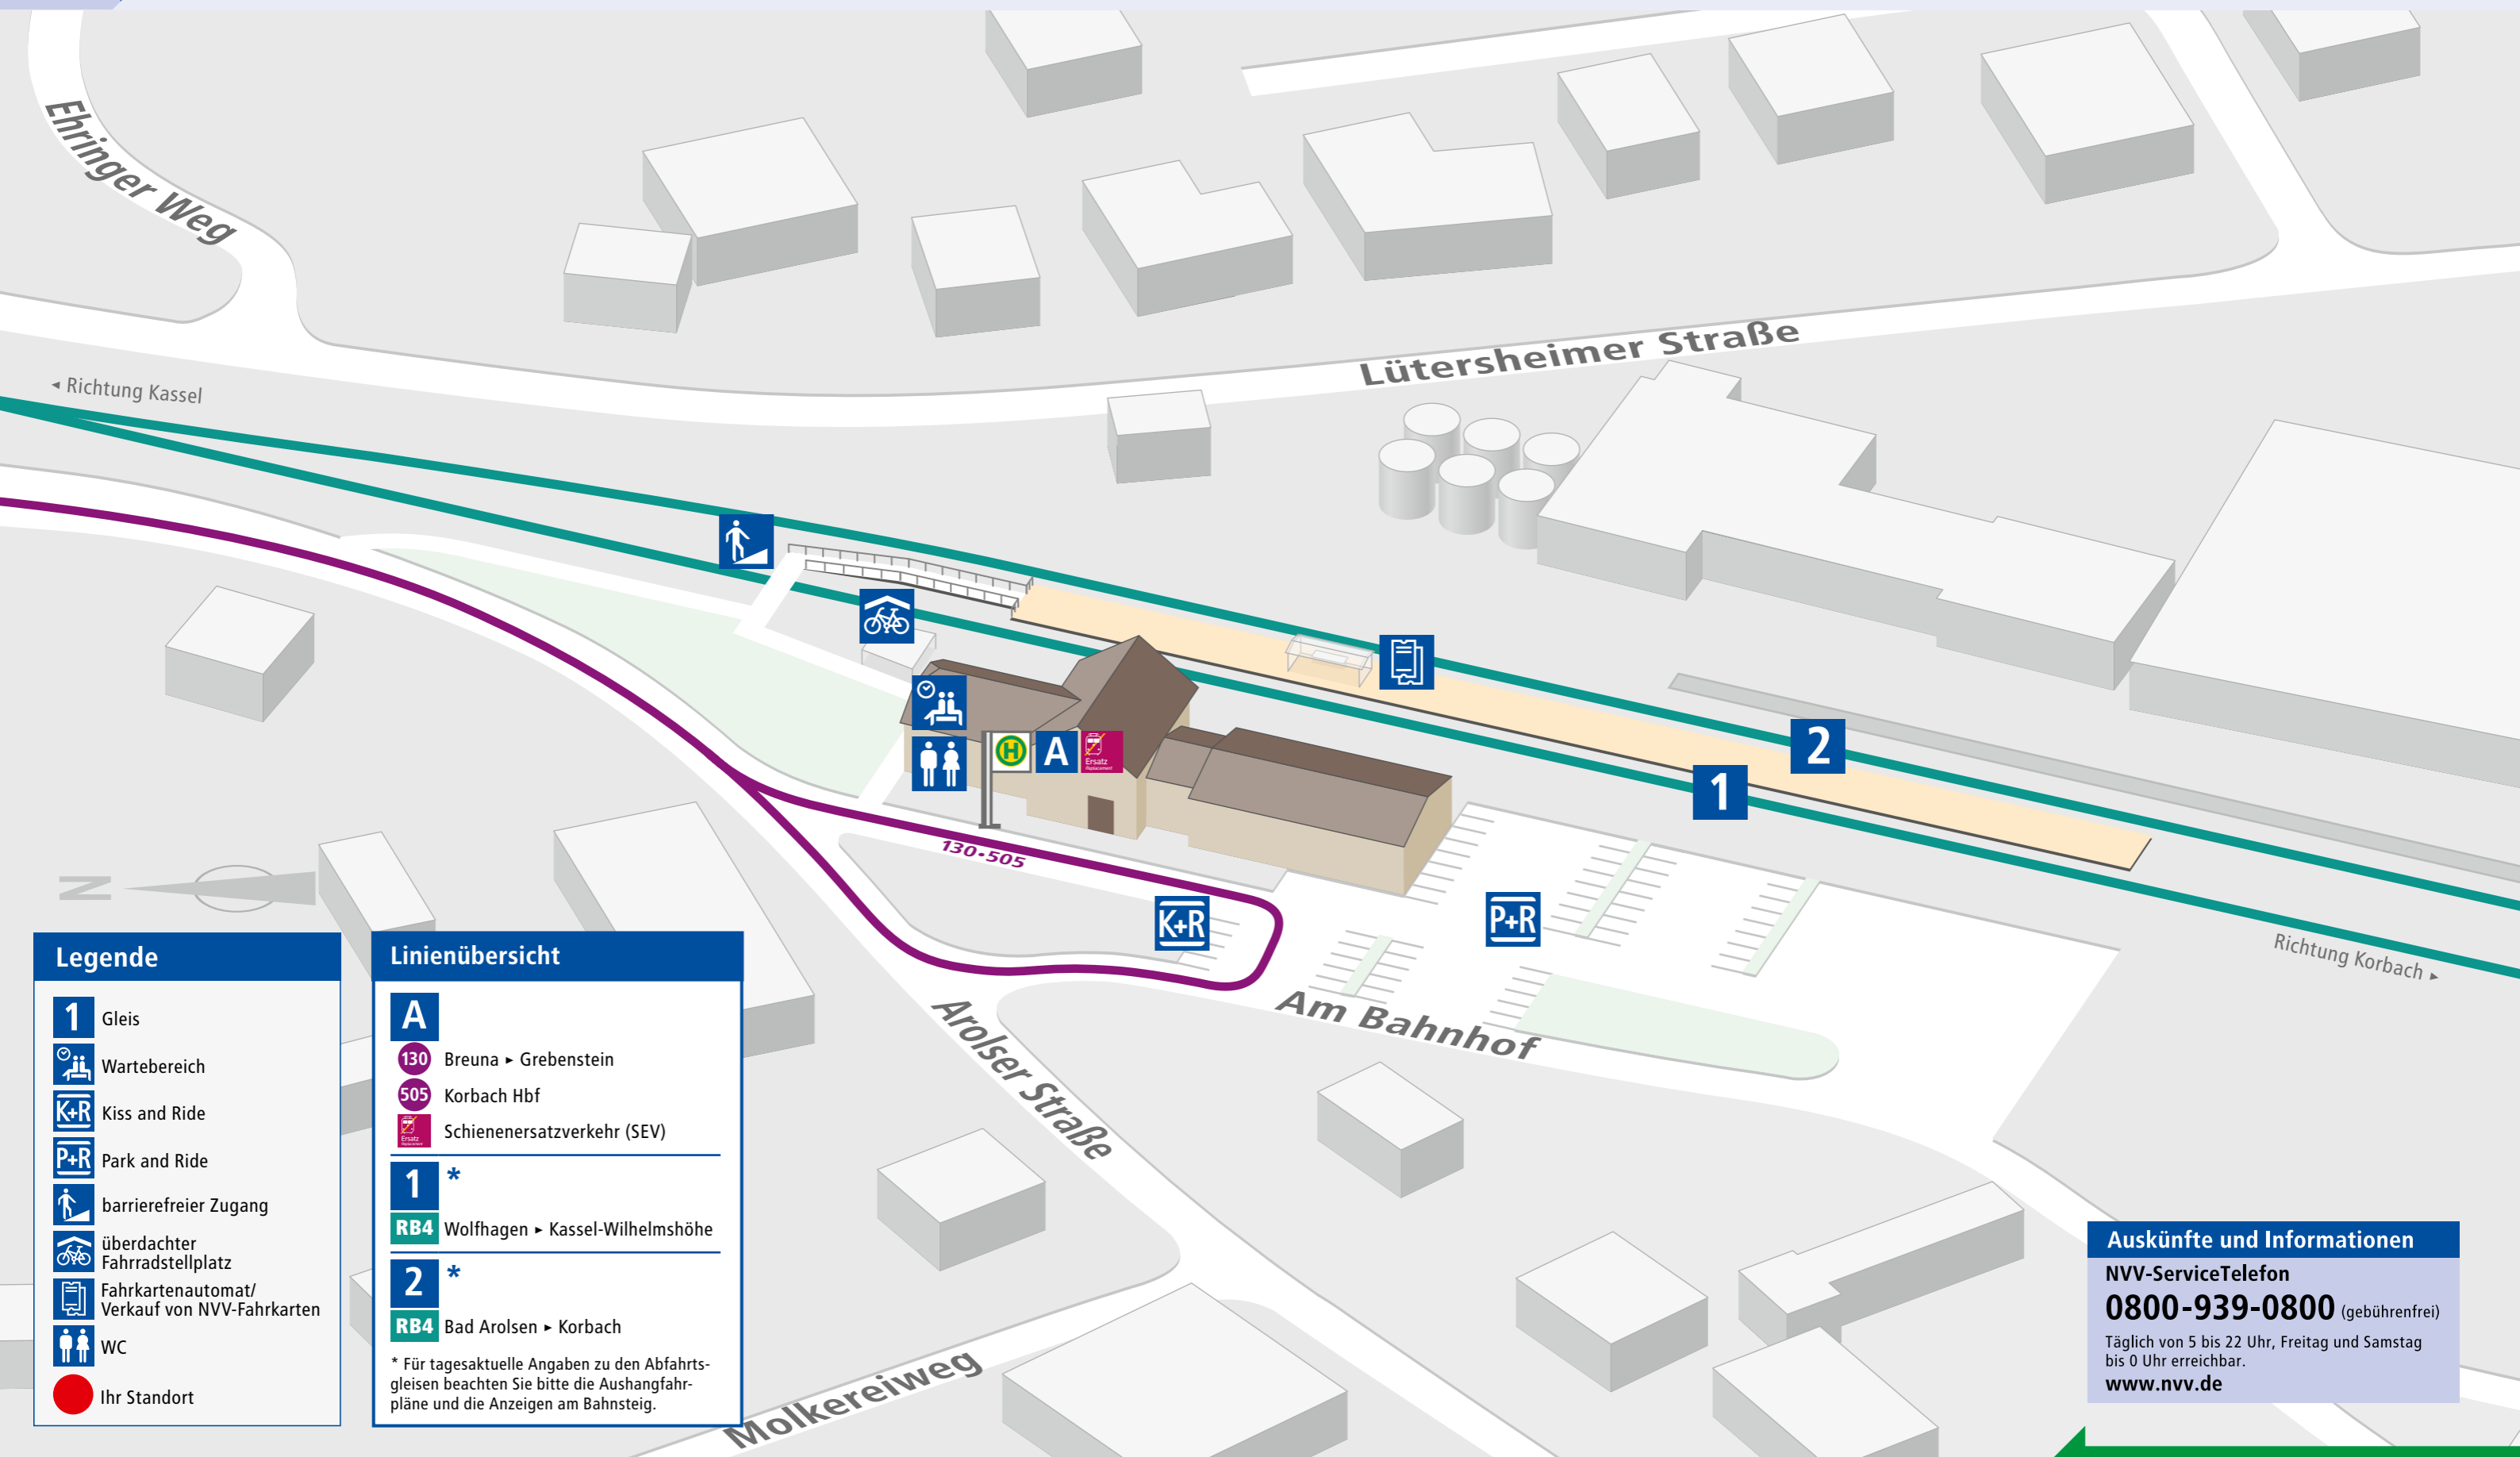 Ehringer Weg
Lütersheimer Straße
◂ Richtung Kassel
2
1
H
A
Ersatz
Replacement
130•505
N
K+R
P+R
Richtung Korbach ▸
Am Bahnhof
Arolser Straße
Molkereiweg
Legende
1 Gleis
Wartebereich
K+R Kiss and Ride
P+R Park and Ride
barrierefreier Zugang
überdachter
Fahrradstellplatz
Fahrkartenautomat/
Verkauf von NVV-Fahrkarten
WC
Ihr Standort
Linienübersicht
A
130 Breuna ▸ Grebenstein
505 Korbach Hbf
Ersatz
Replacement
Schienenersatzverkehr (SEV)
1 *
RB4 Wolfhagen ▸ Kassel-Wilhelmshöhe
2 *
RB4 Bad Arolsen ▸ Korbach
* Für tagesaktuelle Angaben zu den Abfahrts-
gleisen beachten Sie bitte die Aushangfahr-
pläne und die Anzeigen am Bahnsteig.
Auskünfte und Informationen
NVV-ServiceTelefon
0800-939-0800 (gebührenfrei)
Täglich von 5 bis 22 Uhr, Freitag und Samstag
bis 0 Uhr erreichbar.
www.nvv.de